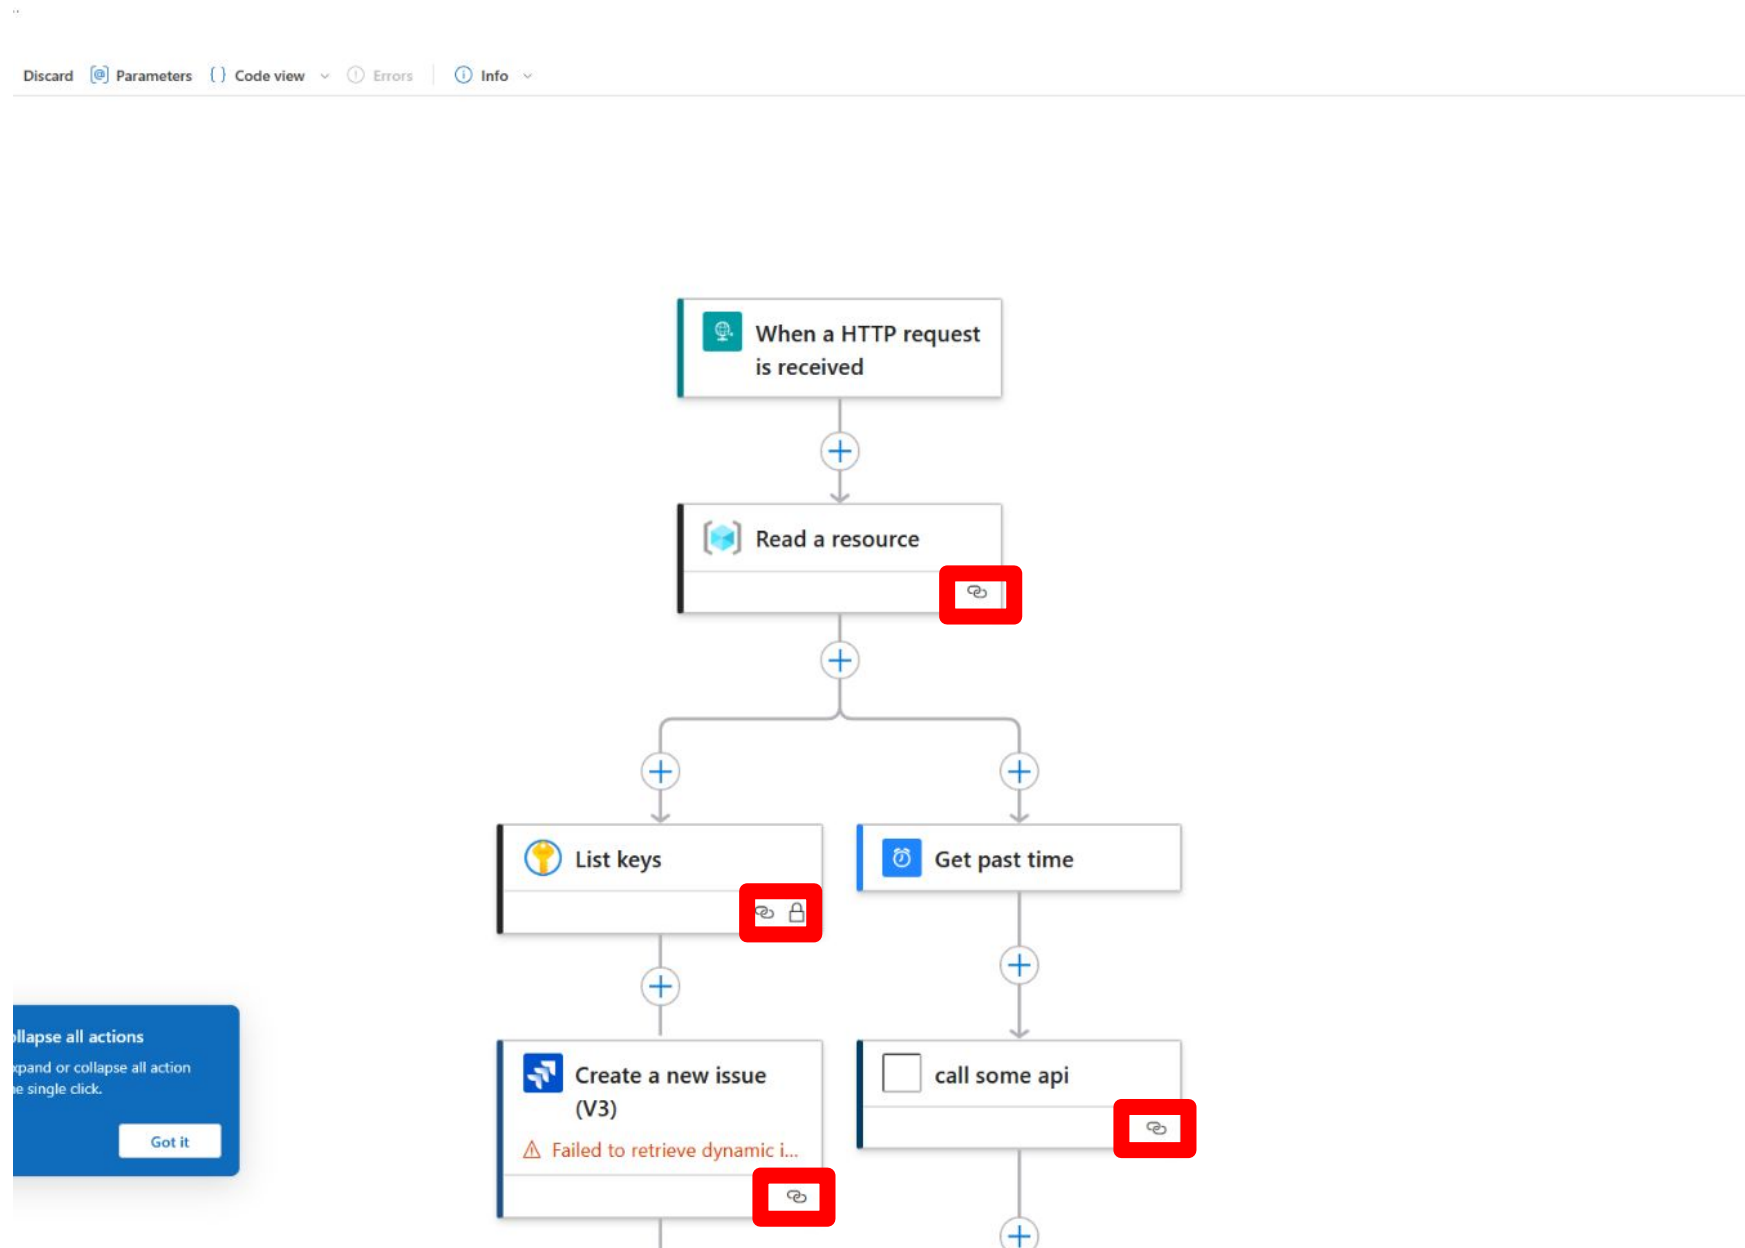 Discard Parameters Code view Errors Info
When a HTTP request
is received
Read a resource
List keys
Get past time
Create a new issue
(V3)
Failed to retrieve dynamic i...
call some api
ollapse all actions
xpand or collapse all action
single click.
Got it